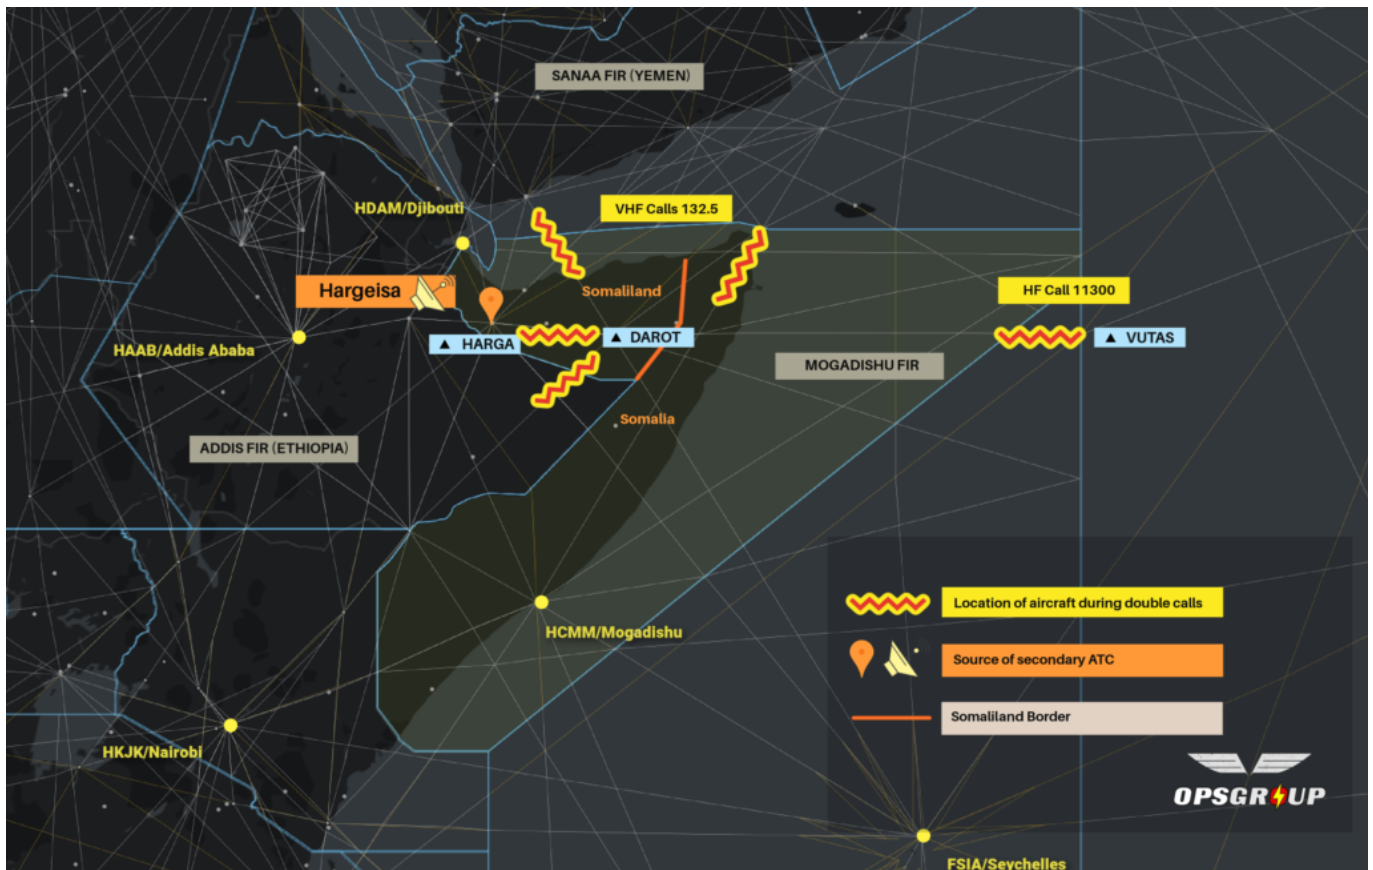 SANAA FIR (YEMEN)
HDAM/Djibouti
VHF Calls 132.5
Hargeisa
Somaliland
HF Call 11300
HAAB/Addis Ababa
HARGA
DAROT
VUTAS
MOGADISHU FIR
Somalia
ADDIS FIR (ETHIOPIA)
HCMM/Mogadishu
HKJK/Nairobi
Location of aircraft during double calls
Source of secondary ATC
Somaliland Border
OPSGROUP
FSIA/Seychelles